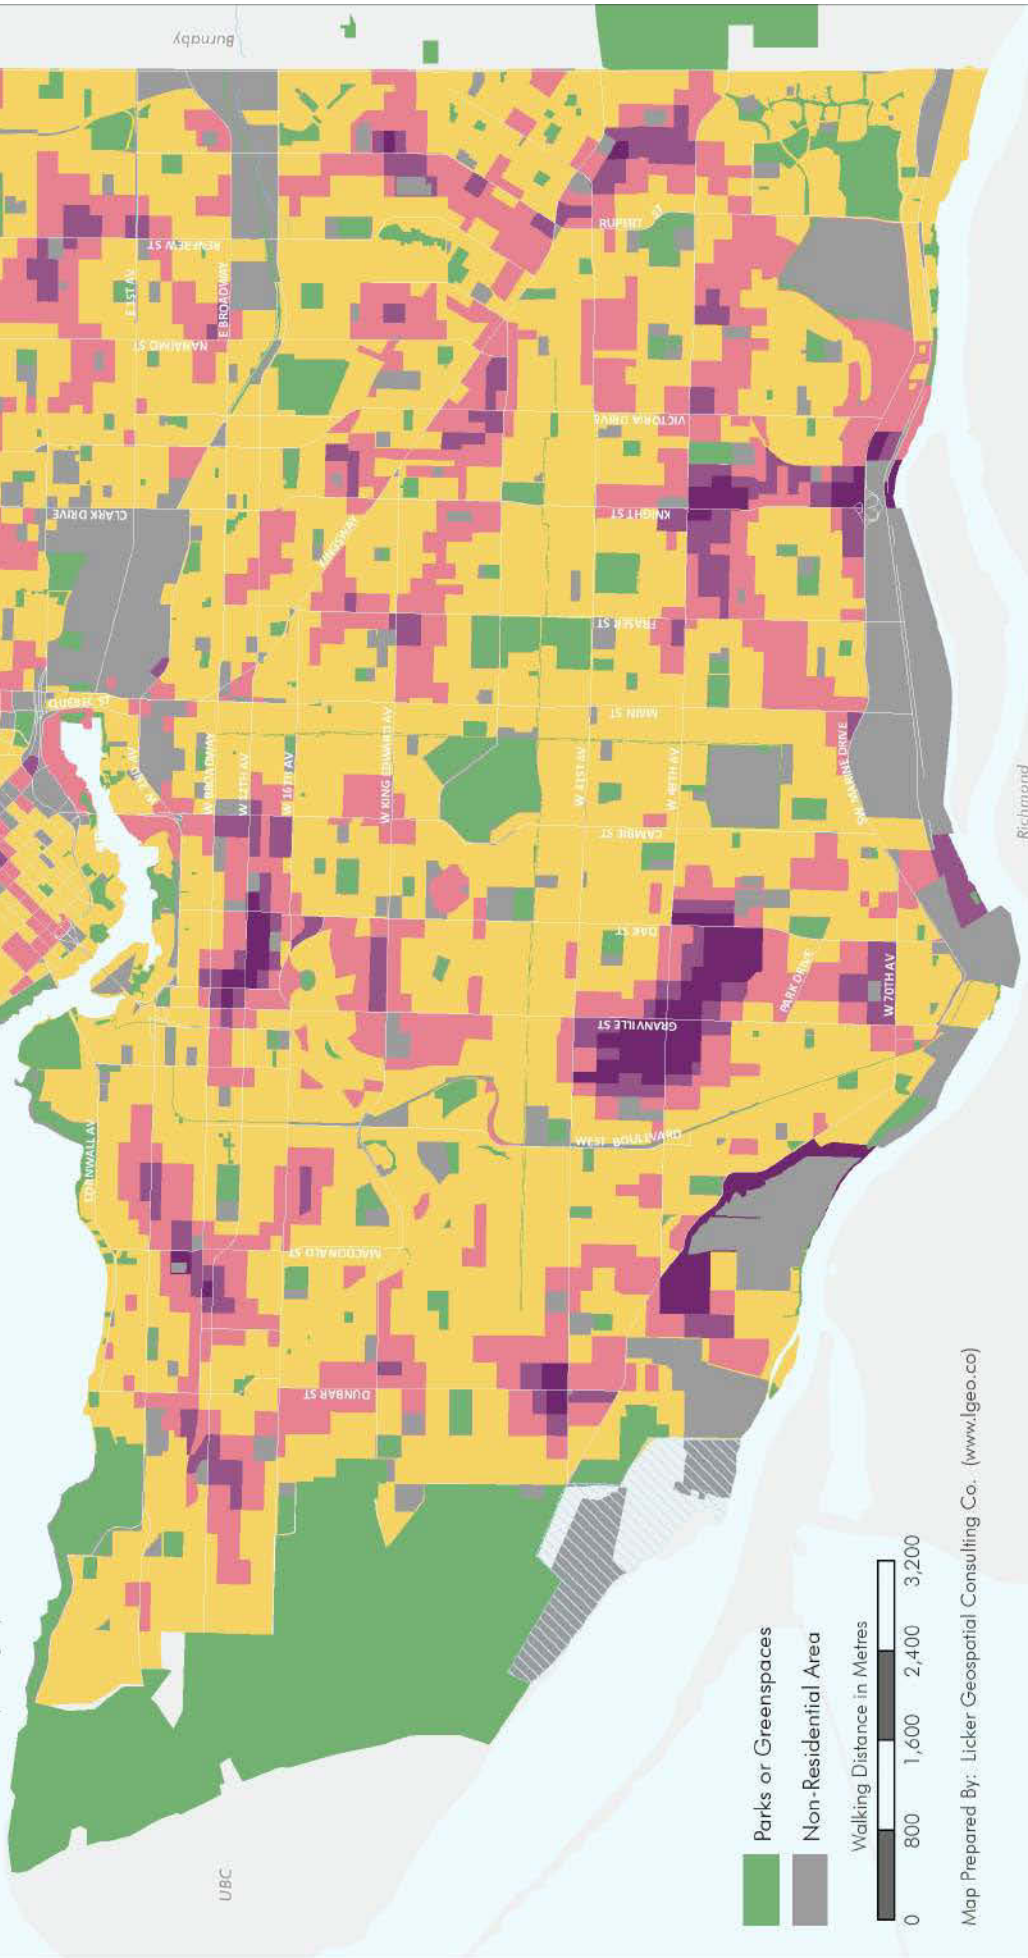 Burnaby
E 1ST AV
RENFREW ST
E BROADWAY
NANAIMO ST
RUPERT ST
VICTORIA DRIVE
CLARK DRIVE
KINGSWAY
KNIGHT ST
FRASER ST
MAIN ST
W 2ND AV
W BROADWAY
W 12TH AV
W 16TH AV
W KING EDWARD AV
W 41ST AV
W 49TH AV
SW MARINE DRIVE
CAMBIE ST
OAK ST
PARK DRIVE
W 70TH AV
GRANVILLE ST
WEST BOULEVARD
CORNWALL AV
MACDONALD ST
DUNBAR ST
Richmond
UBC
Parks or Greenspaces
Non-Residential Area
Walking Distance in Metres
0 800 1,600 2,400 3,200
Map Prepared By: Licker Geospatial Consulting Co. (www.lgeo.co)